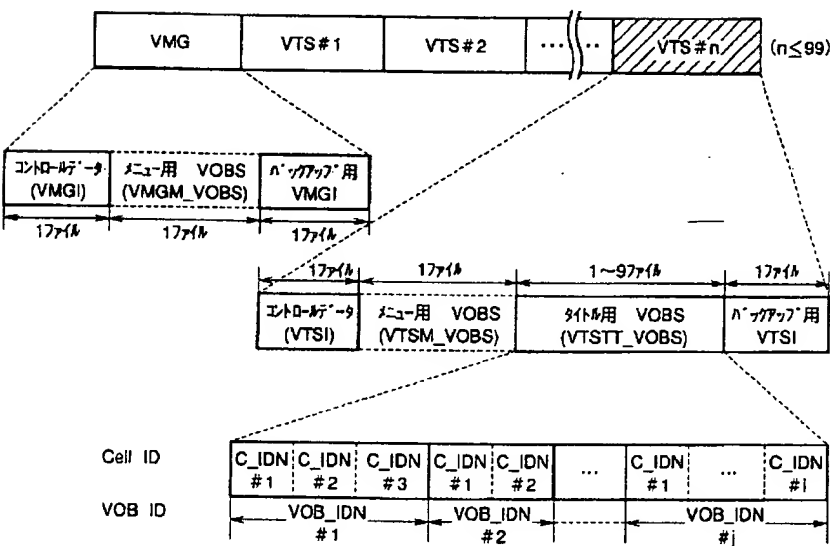 VMG VTS#1 VTS#2 ... ... VTS#n (n≤99)
コントロールデータ メニュー用 VOBS バックアップ用
(VMGI) (VMGM_VOBS) VMGI
1ファイル 1ファイル 1ファイル
1ファイル 1ファイル 1～9ファイル 1ファイル
コントロールデータ メニュー用 VOBS タイトル用 VOBS バックアップ用
(VTSI) (VTSM_VOBS) (VTSTT_VOBS) VTSI
Cell ID C_IDN C_IDN C_IDN C_IDN C_IDN ... C_IDN ... C_IDN
#1 #2 #3 #1 #2 #1 #i
VOB ID VOB_IDN VOB_IDN VOB_IDN
#1 #2 #j